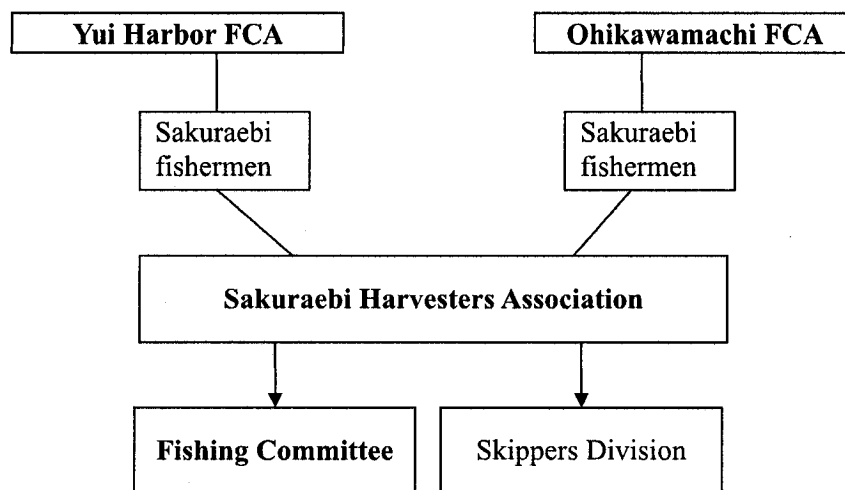 Yui Harbor FCA
Ohikawamachi FCA
Sakuraebi
fishermen
Sakuraebi
fishermen
Sakuraebi Harvesters Association
Fishing Committee
Skippers Division